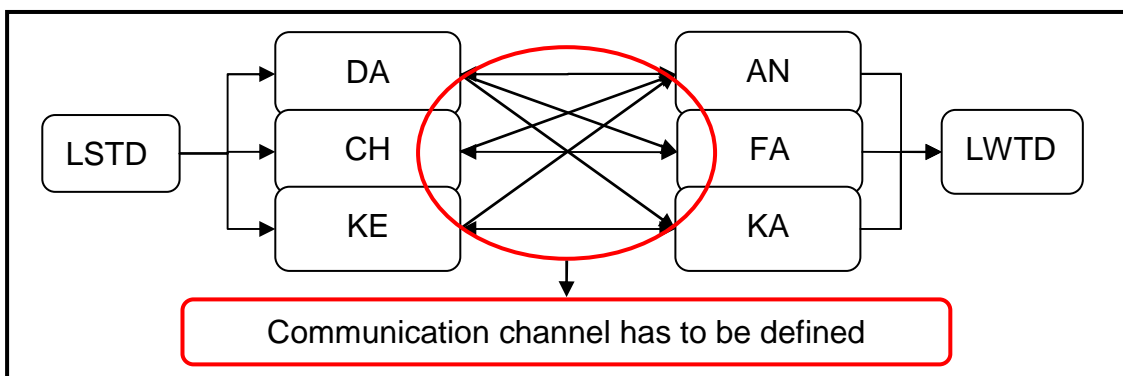 DA
AN
LSTD
CH
FA
LWTD
KE
KA
Communication channel has to be defined